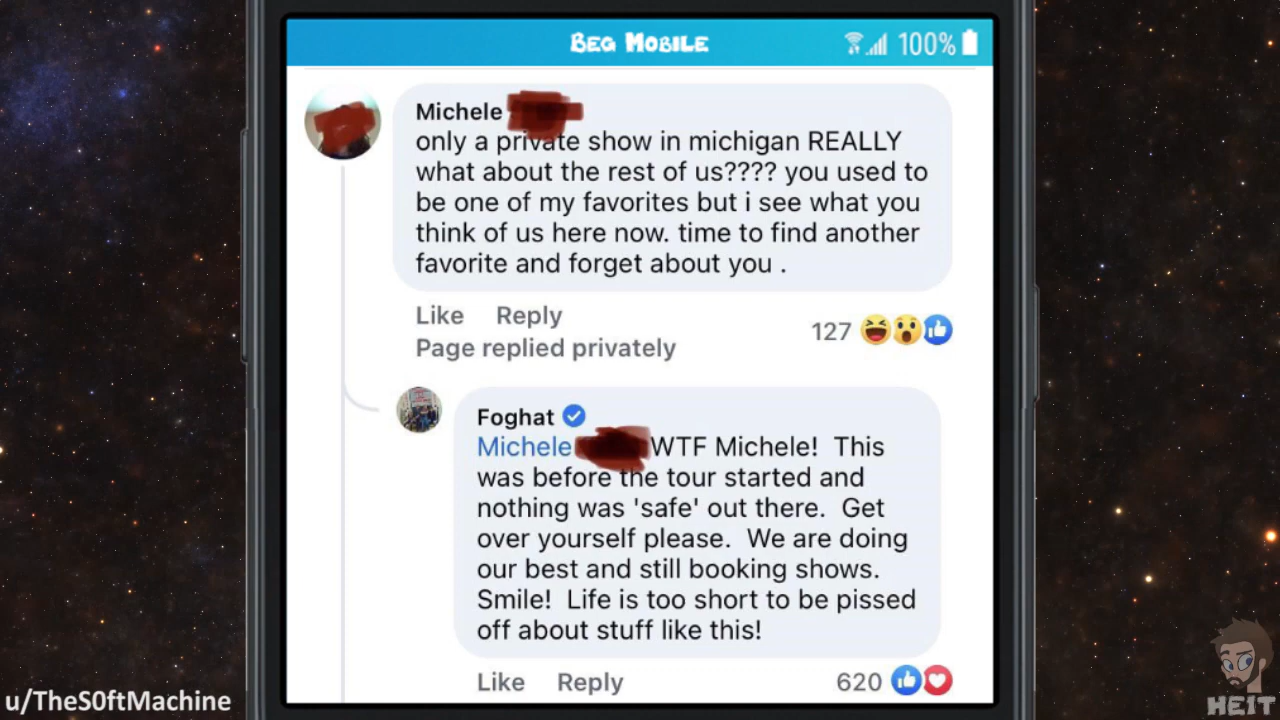 BEG MOBILE
100%
Michele
only a private show in michigan REALLY
what about the rest of us???? you used to
be one of my favorites but i see what you
think of us here now. time to find another
favorite and forget about you .
Like Reply
127
Page replied privately
Foghat
Michele WTF Michele! This
was before the tour started and
nothing was 'safe' out there. Get
over yourself please. We are doing
our best and still booking shows.
Smile! Life is too short to be pissed
off about stuff like this!
Like Reply 620
u/TheS0ftMachine
HEIT